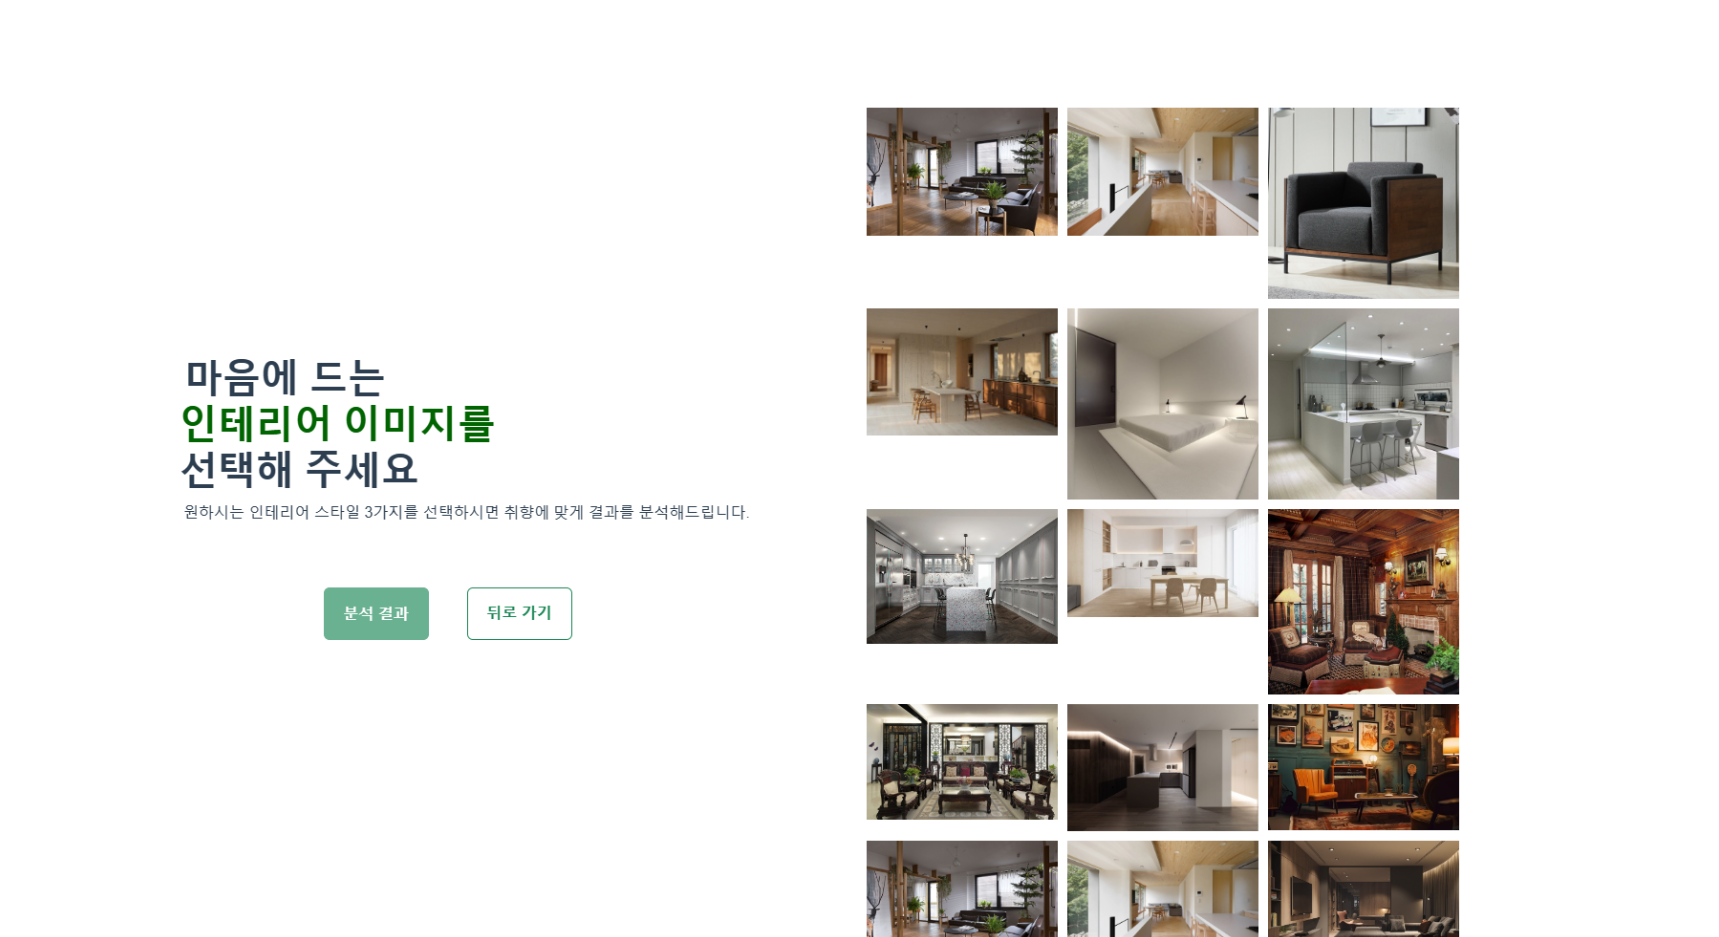 마음에 드는
인테리어 이미지를
선택해 주세요
원하시는 인테리어 스타일 3가지를 선택하시면 취향에 맞게 결과를 분석해드립니다.
분석 결과
뒤로 가기